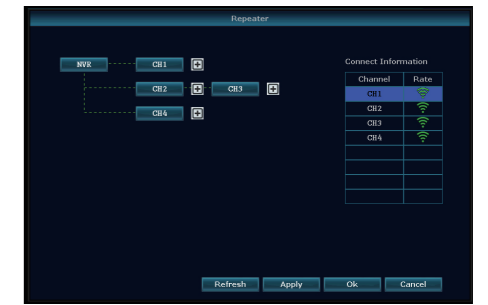 Repeater
NVR CH1
CH2 CH3
CH4
Connect Information
Channel Rate
CH1
CH2
CH3
CH4
Refresh Apply Ok Cancel